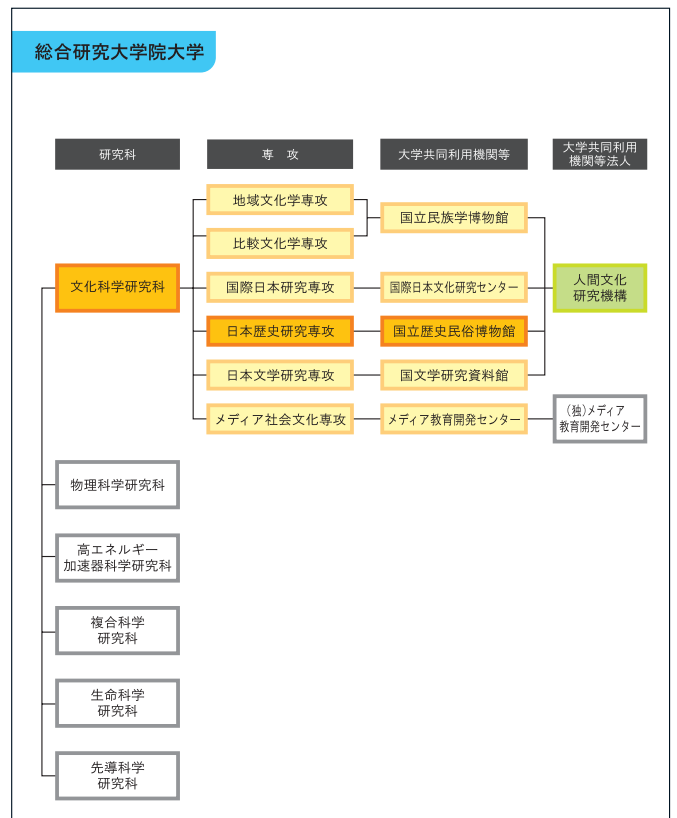 総合研究大学院大学
研究科
専 攻
大学共同利用機関等
大学共同利用
機関等法人
地域文化学専攻
比較文化学専攻
国立民族学博物館
文化科学研究科
国際日本研究専攻
国際日本文化研究センター
人間文化
研究機構
日本歴史研究専攻
国立歴史民俗博物館
日本文学研究専攻
国文学研究資料館
メディア社会文化専攻
メディア教育開発センター
(独)メディア
教育開発センター
物理科学研究科
高エネルギー
加速器科学研究科
複合科学
研究科
生命科学
研究科
先導科学
研究科